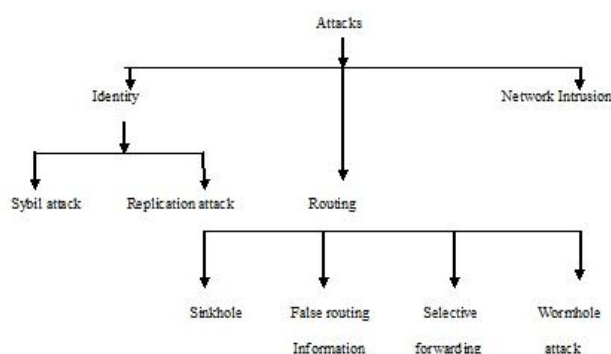 Attacks
Identity
Network Intrusion
Sybil attack
Replication attack
Routing
Sinkhole
False routing
Information
Selective
forwarding
Wormhole
attack